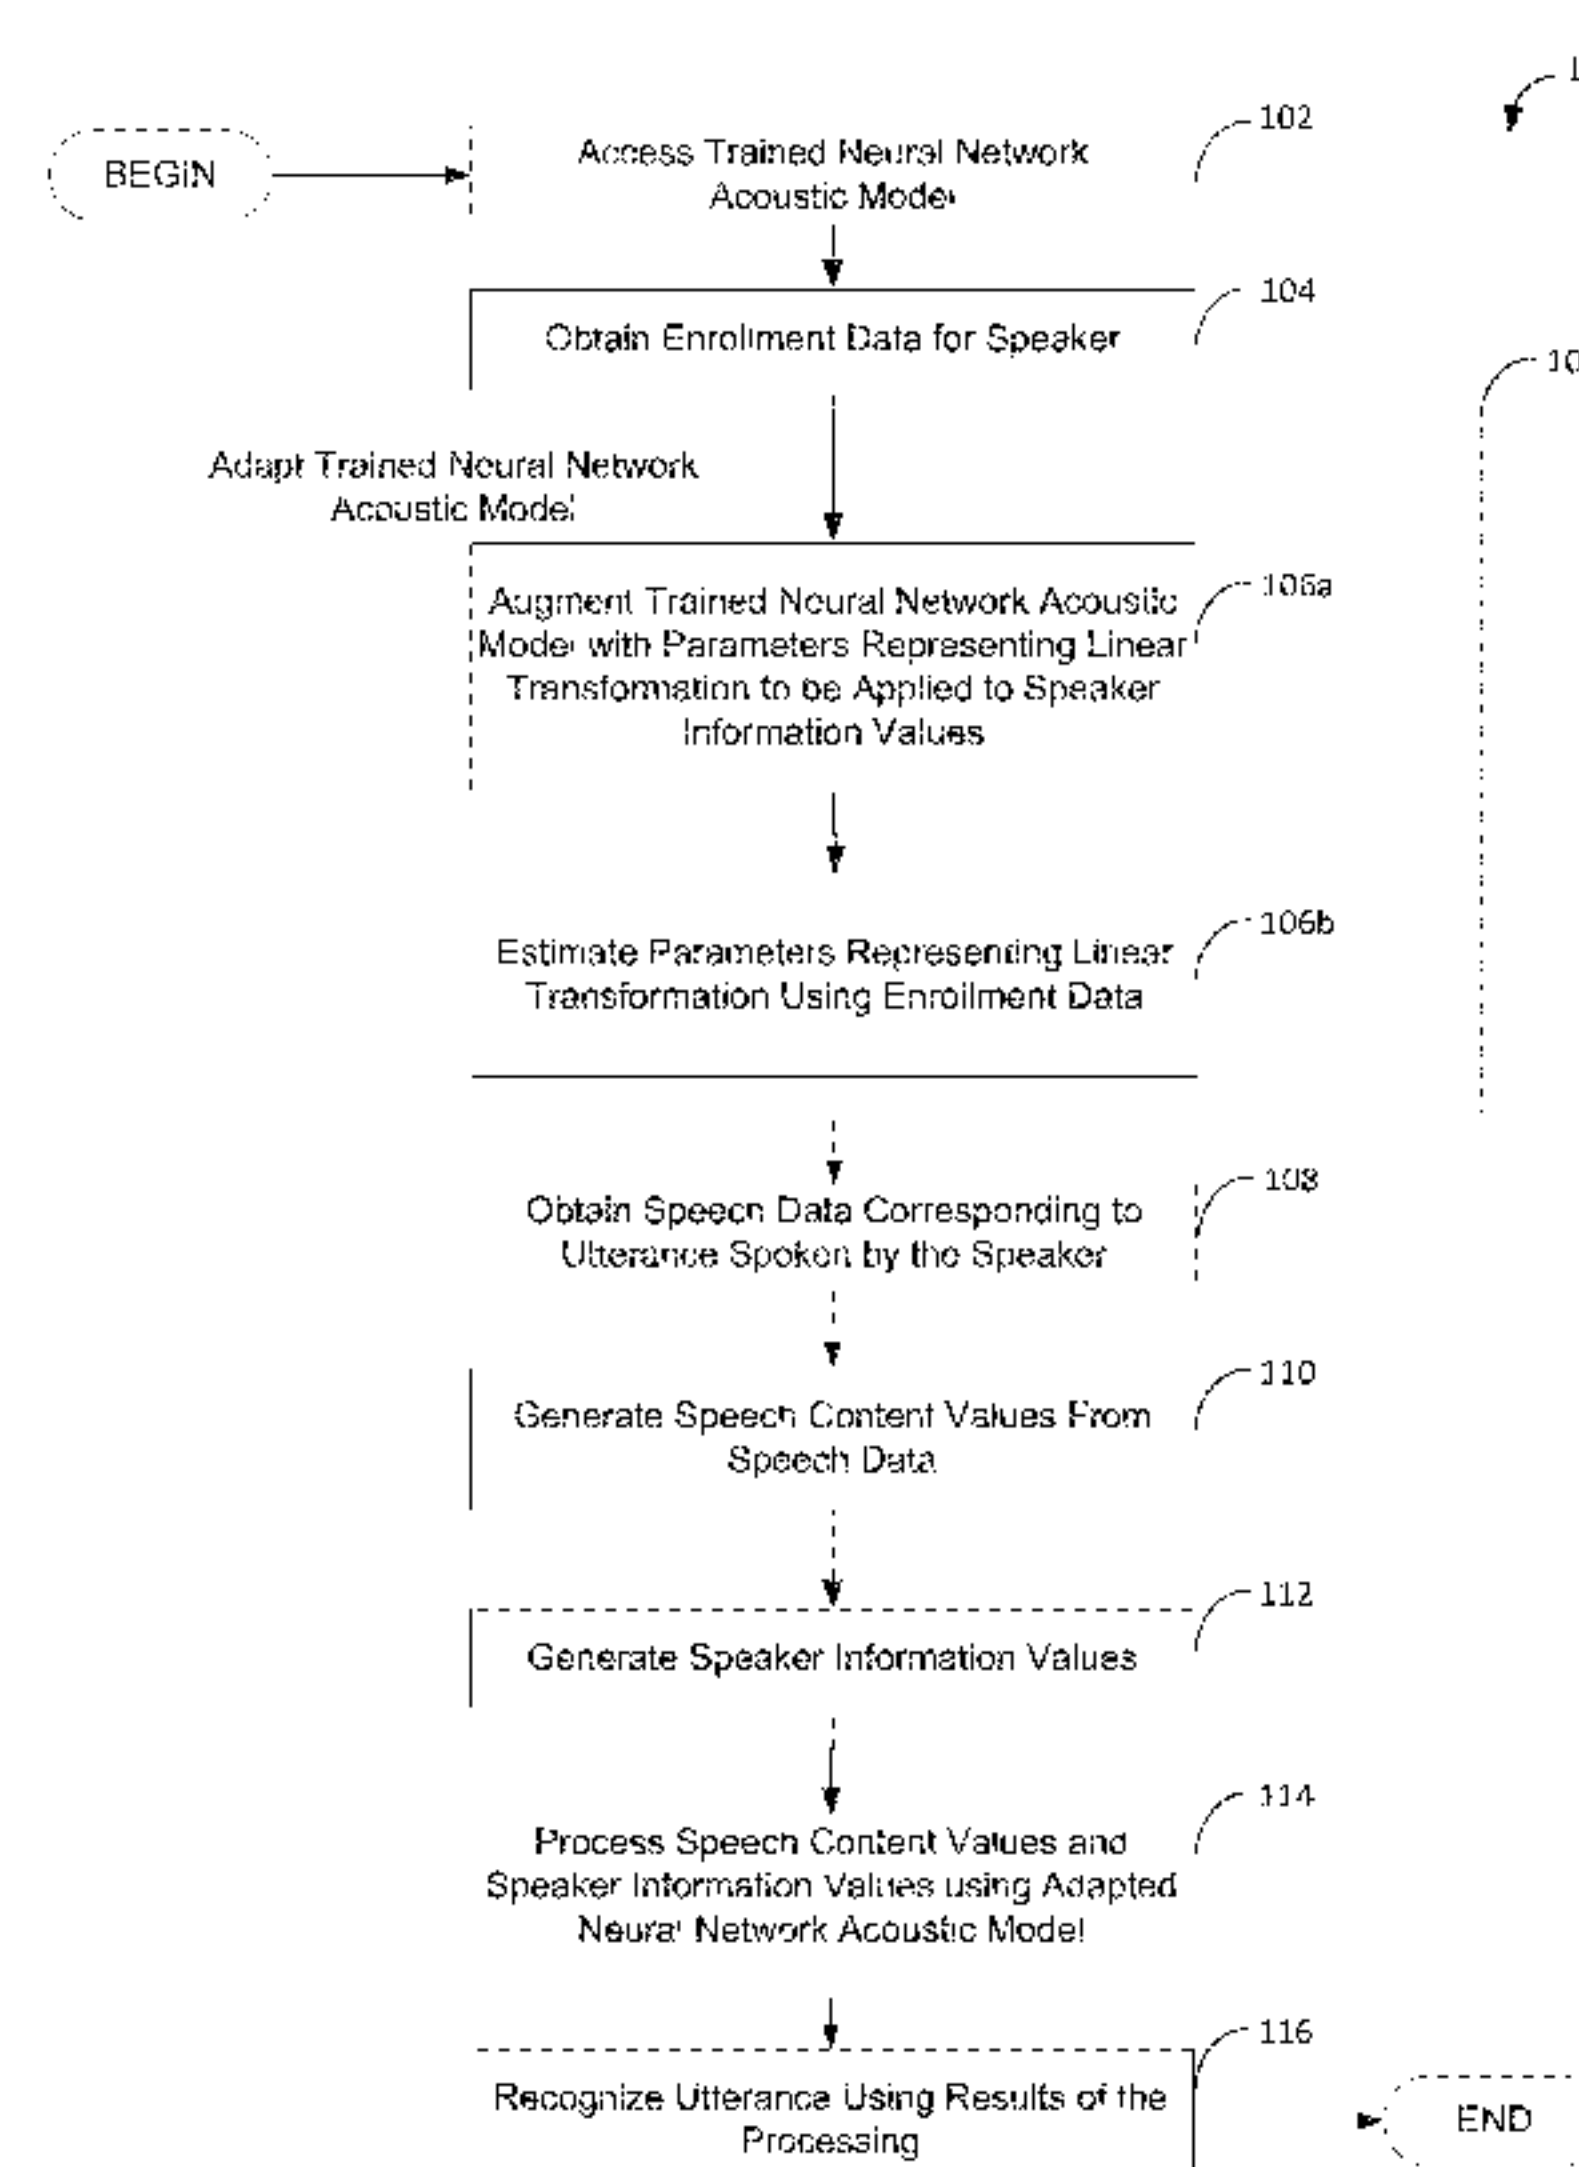 BEGIN
Access Trained Neural Network
Acoustic Model
102
Obtain Enrollment Data for Speaker
104
Adapt Trained Neural Network
Acoustic Model
Augment Trained Neural Network Acoustic
Model with Parameters Representing Linear
Transformation to be Applied to Speaker
Information Values
106a
Estimate Parameters Representing Linear
Transformation Using Enrollment Data
106b
Obtain Speech Data Corresponding to
Utterance Spoken by the Speaker
108
Generate Speech Content Values From
Speech Data
110
Generate Speaker Information Values
112
Process Speech Content Values and
Speaker Information Values using Adapted
Neural Network Acoustic Model
114
Recognize Utterance Using Results of the
Processing
116
END